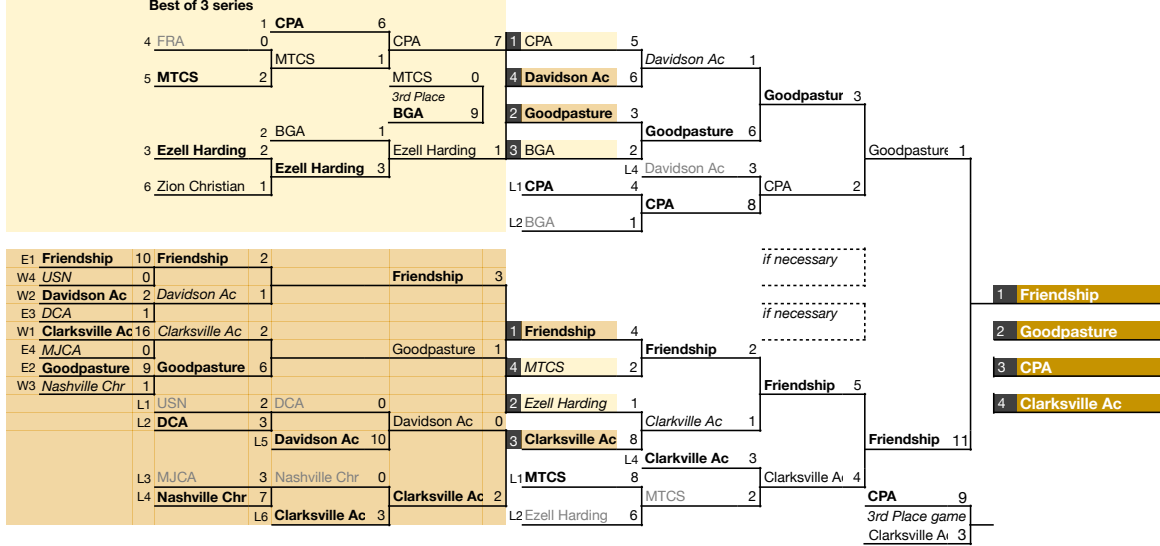 Best of 3 series
1 CPA 6
4 FRA 0 CPA 7 1 CPA 5
MTCS 1 Davidson Ac 1
5 MTCS 2 MTCS 0 4 Davidson Ac 6
3rd Place Goodpastur 3
BGA 9 2 Goodpasture 3
2 BGA 1 Goodpasture 6
3 Ezell Harding 2 Ezell Harding 1 3 BGA 2 Goodpasture 1
Ezell Harding 3 L4 Davidson Ac 3
6 Zion Christian 1 L1 CPA 4 CPA 2
CPA 8
L2 BGA 1
E1 Friendship 10 Friendship 2 if necessary
W4 USN 0 Friendship 3
W2 Davidson Ac 2 Davidson Ac 1 1 Friendship
E3 DCA 1 if necessary
W1 Clarksville Ac 16 Clarksville Ac 2 1 Friendship 4 2 Goodpasture
E4 MJCA 0 Goodpasture 1 Friendship 2
E2 Goodpasture 9 Goodpasture 6 4 MTCS 2 3 CPA
W3 Nashville Chr 1 Friendship 5
L1 USN 2 DCA 0 2 Ezell Harding 1 4 Clarksville Ac
L2 DCA 3 Davidson Ac 0 Clarkville Ac 1
L5 Davidson Ac 10 3 Clarksville Ac 8 Friendship 11
L4 Clarkville Ac 3
L3 MJCA 3 Nashville Chr 0 L1 MTCS 8 Clarksville A 4
L4 Nashville Chr 7 Clarksville Ac 2 MTCS 2 CPA 9
L6 Clarksville Ac 3 L2 Ezell Harding 6 3rd Place game
Clarksville A 3